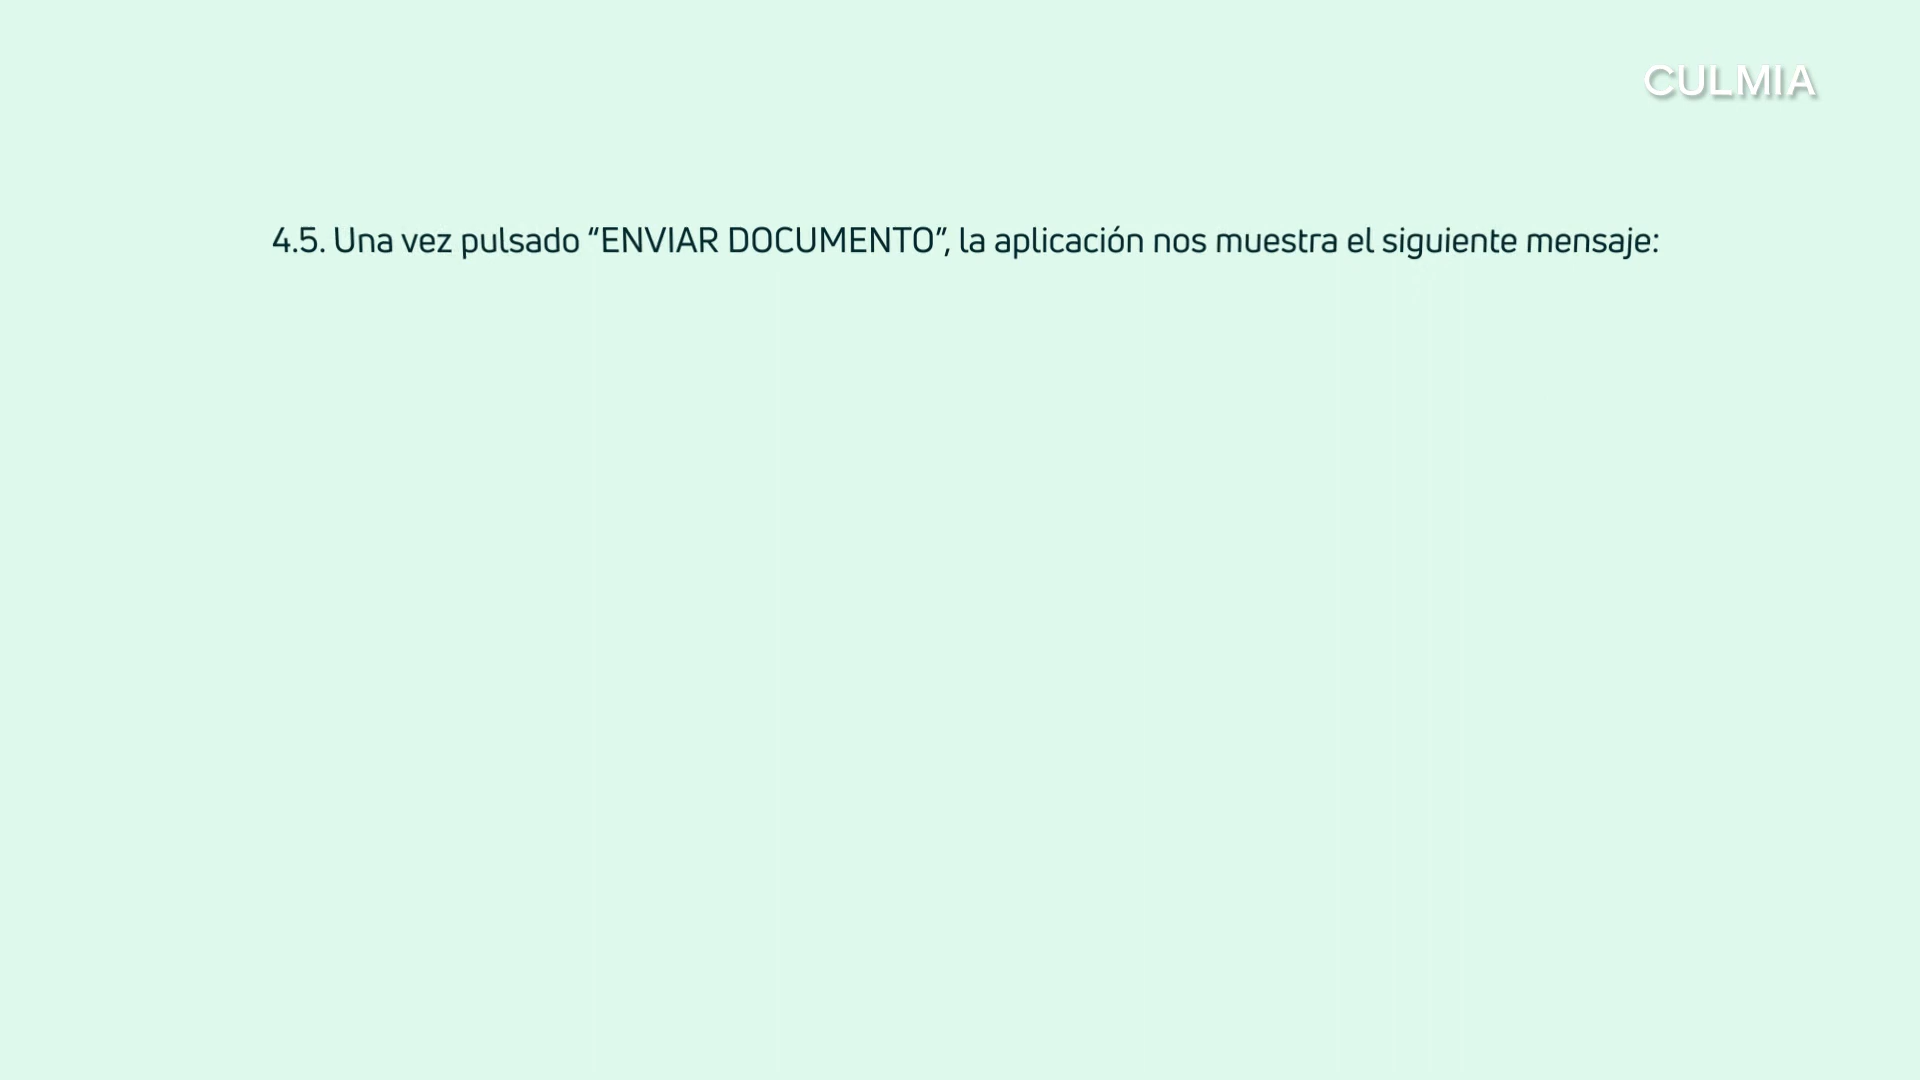 CULMIA
4.5. Una vez pulsado “ENVIAR DOCUMENTO”, la aplicación nos muestra el siguiente mensaje: